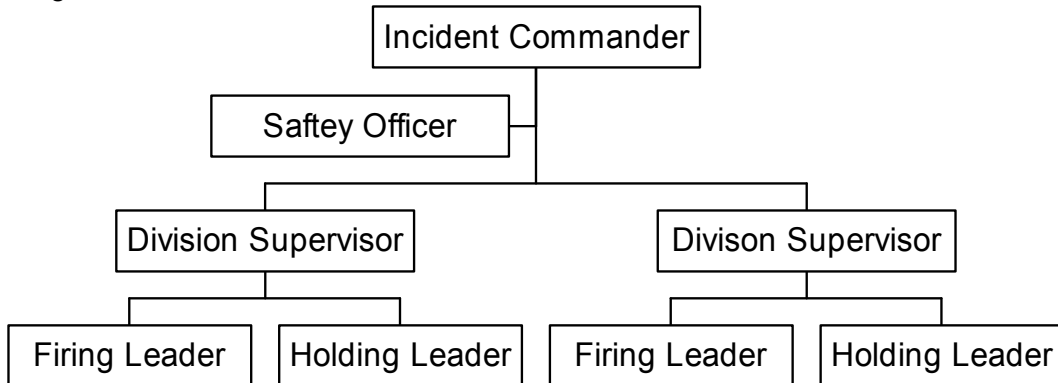 Incident Commander
Saftey Officer
Division Supervisor
Divison Supervisor
Firing Leader
Holding Leader
Firing Leader
Holding Leader